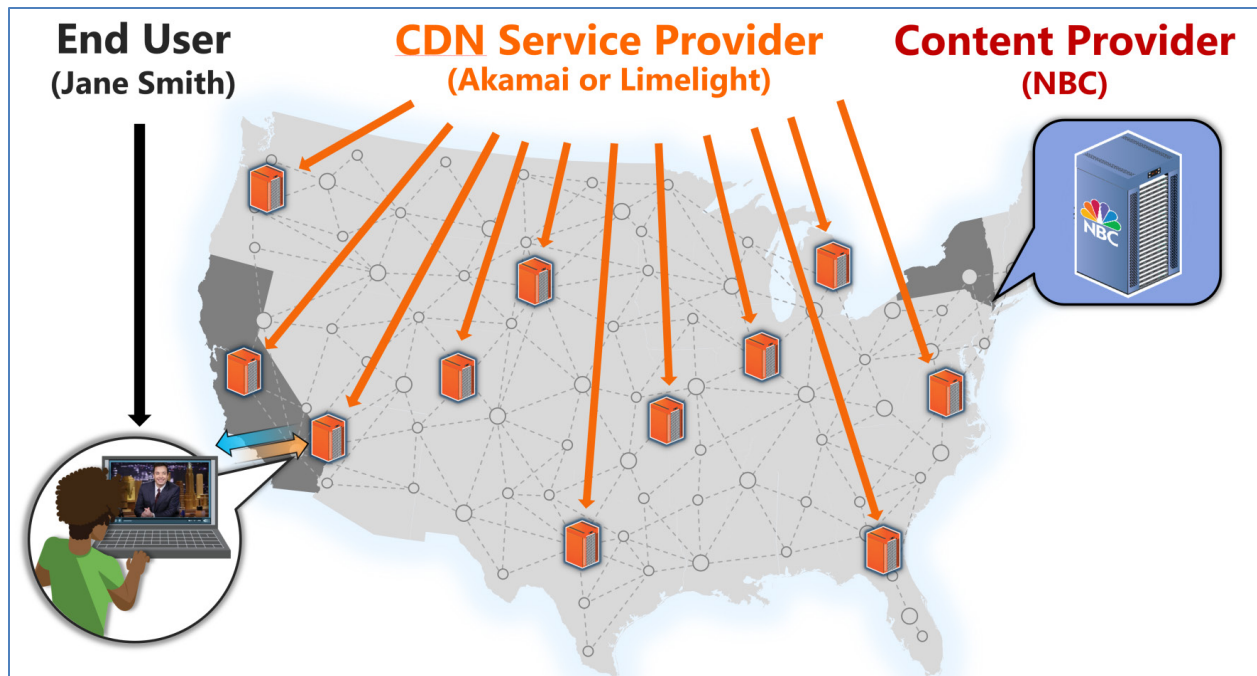 End User
(Jane Smith)
CDN Service Provider
(Akamai or Limelight)
Content Provider
(NBC)
NBC